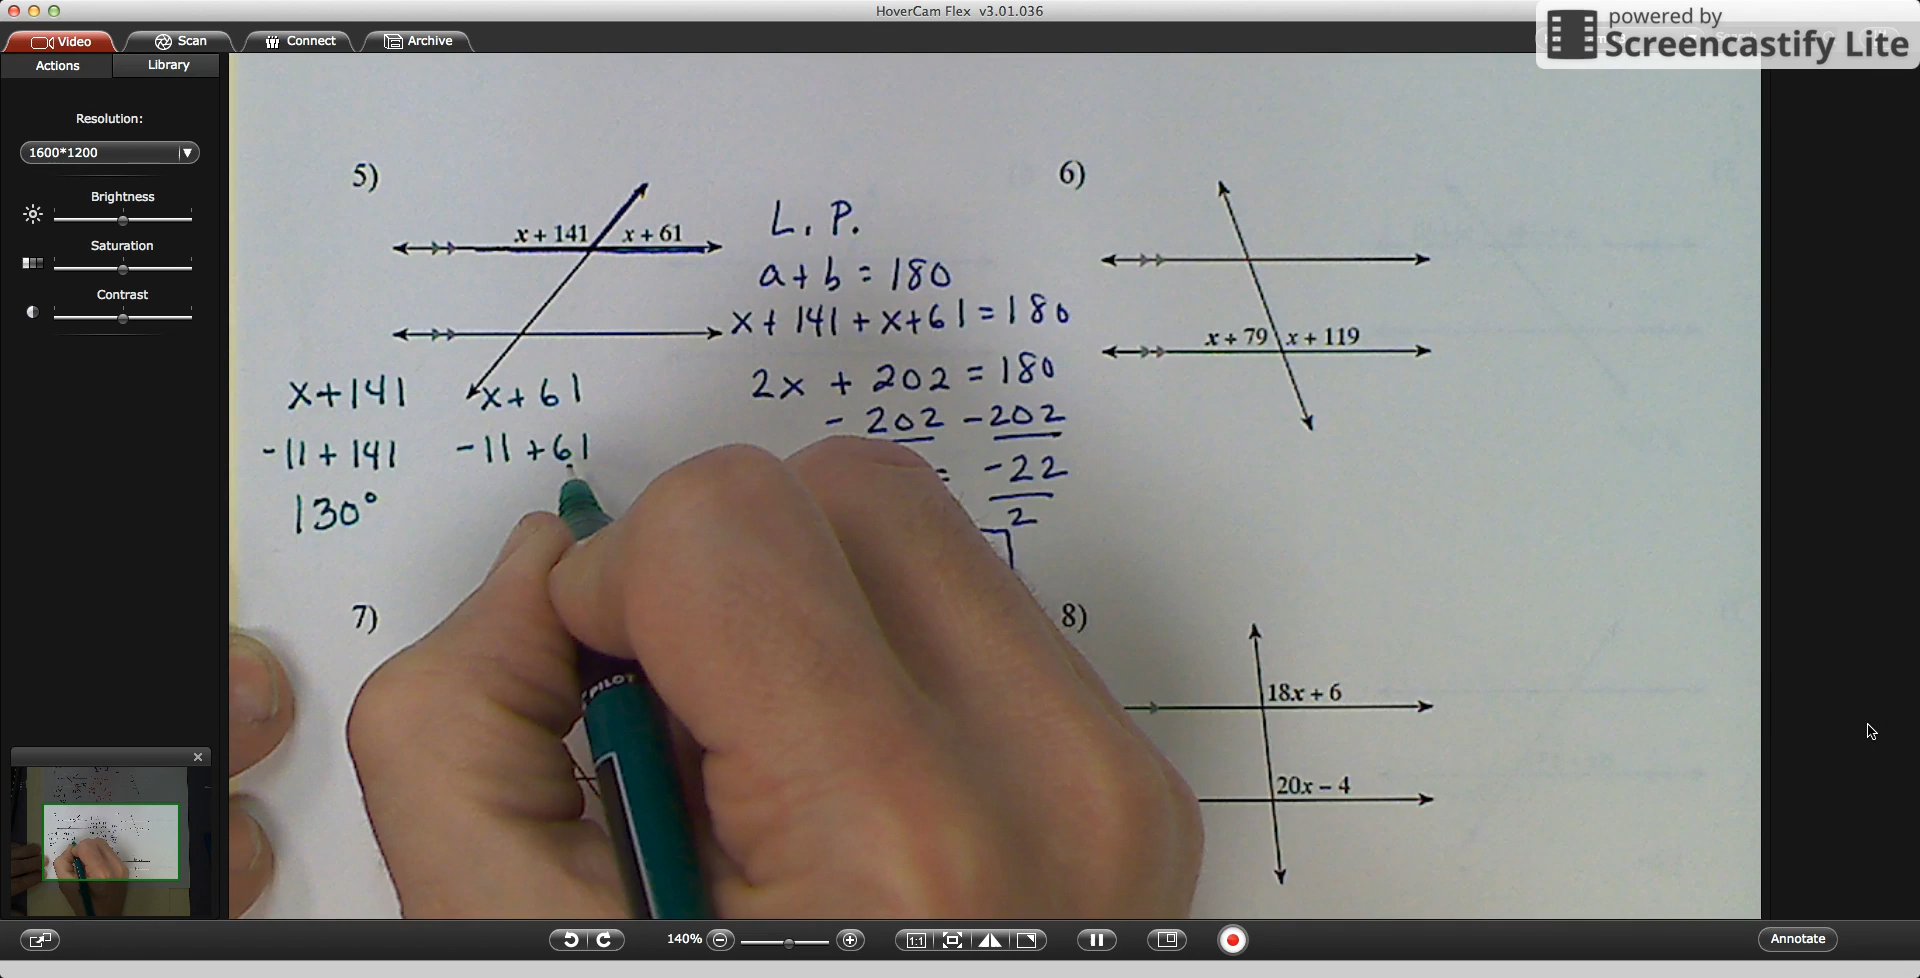 HoverCam Flex v3.01.036
powered by
Screencastify Lite
Video Scan Connect Archive
Actions Library
Resolution:
1600*1200
Brightness
Saturation
Contrast
5)
x + 141 x + 61
L. P.
a + b = 180
x + 141 + x + 61 = 180
2x + 202 = 180
- 202 - 202
= -22
2
x + 141 x + 61
-11 + 141 -11 + 61
130°
6)
x + 79 x + 119
7)
PILOT
8)
18x + 6
20x – 4
140%
1:1
Annotate